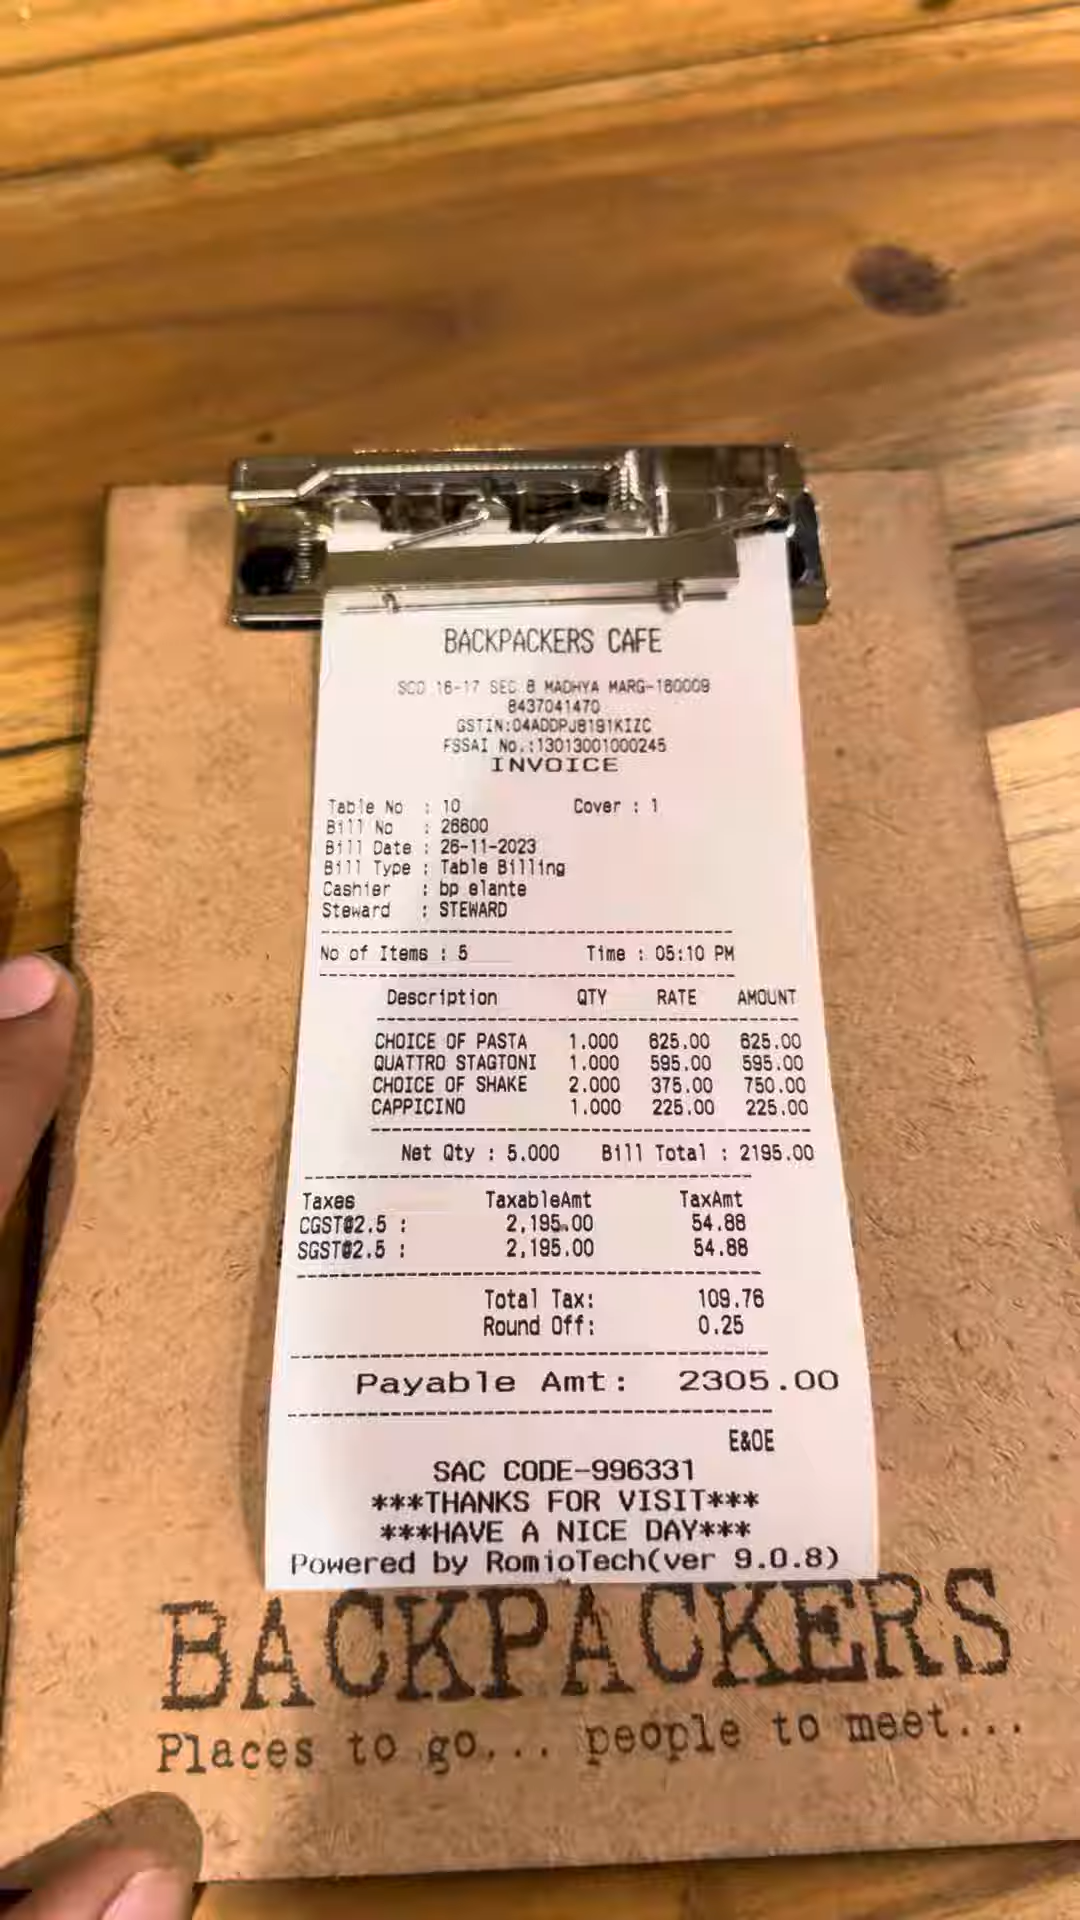 BACKPACKERS CAFE
SCO 16-17 SEC 8 MADHYA MARG-160009
8437041470
GSTIN:04ADDPJ8191K1ZC
FSSAI No.:13013001000245
INVOICE
Table No : 10 Cover : 1
Bill No : 26600
Bill Date : 26-11-2023
Bill Type : Table Billing
Cashier : bp elante
Steward : STEWARD
No of Items : 5 Time : 05:10 PM
Description QTY RATE AMOUNT
CHOICE OF PASTA 1.000 625.00 625.00
QUATTRO STAGTONI 1.000 595.00 595.00
CHOICE OF SHAKE 2.000 375.00 750.00
CAPPICINO 1.000 225.00 225.00
Net Qty : 5.000 Bill Total : 2195.00
Taxes TaxableAmt TaxAmt
CGST@2.5 : 2,195.00 54.88
SGST@2.5 : 2,195.00 54.88
Total Tax: 109.76
Round Off: 0.25
Payable Amt: 2305.00
E&OE
SAC CODE-996331
***THANKS FOR VISIT***
***HAVE A NICE DAY***
Powered by RomioTech(ver 9.0.8)
BACKPACKERS
Places to go... people to meet...